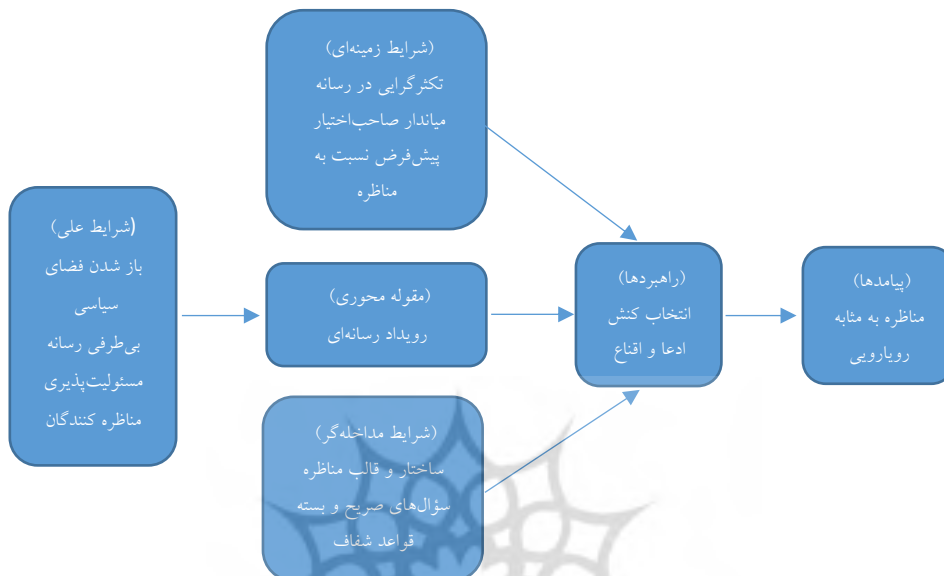 (شرایط زمینه‌ای)
تکثرگرایی در رسانه
میاندار صاحب‌اختیار
پیش‌فرض نسبت به
مناظره
(شرایط علی)
باز شدن فضای
سیاسی
بی‌طرفی رسانه
مسئولیت‌پذیری
مناظره کنندگان
(مقوله محوری)
رویداد رسانه‌ای
(شرایط مداخله‌گر)
ساختار و قالب مناظره
سؤال‌های صریح و بسته
قواعد شفاف
(راهبردها)
انتخاب کنش
ادعا و اقناع
(پیامدها)
مناظره به مثابه
رویارویی